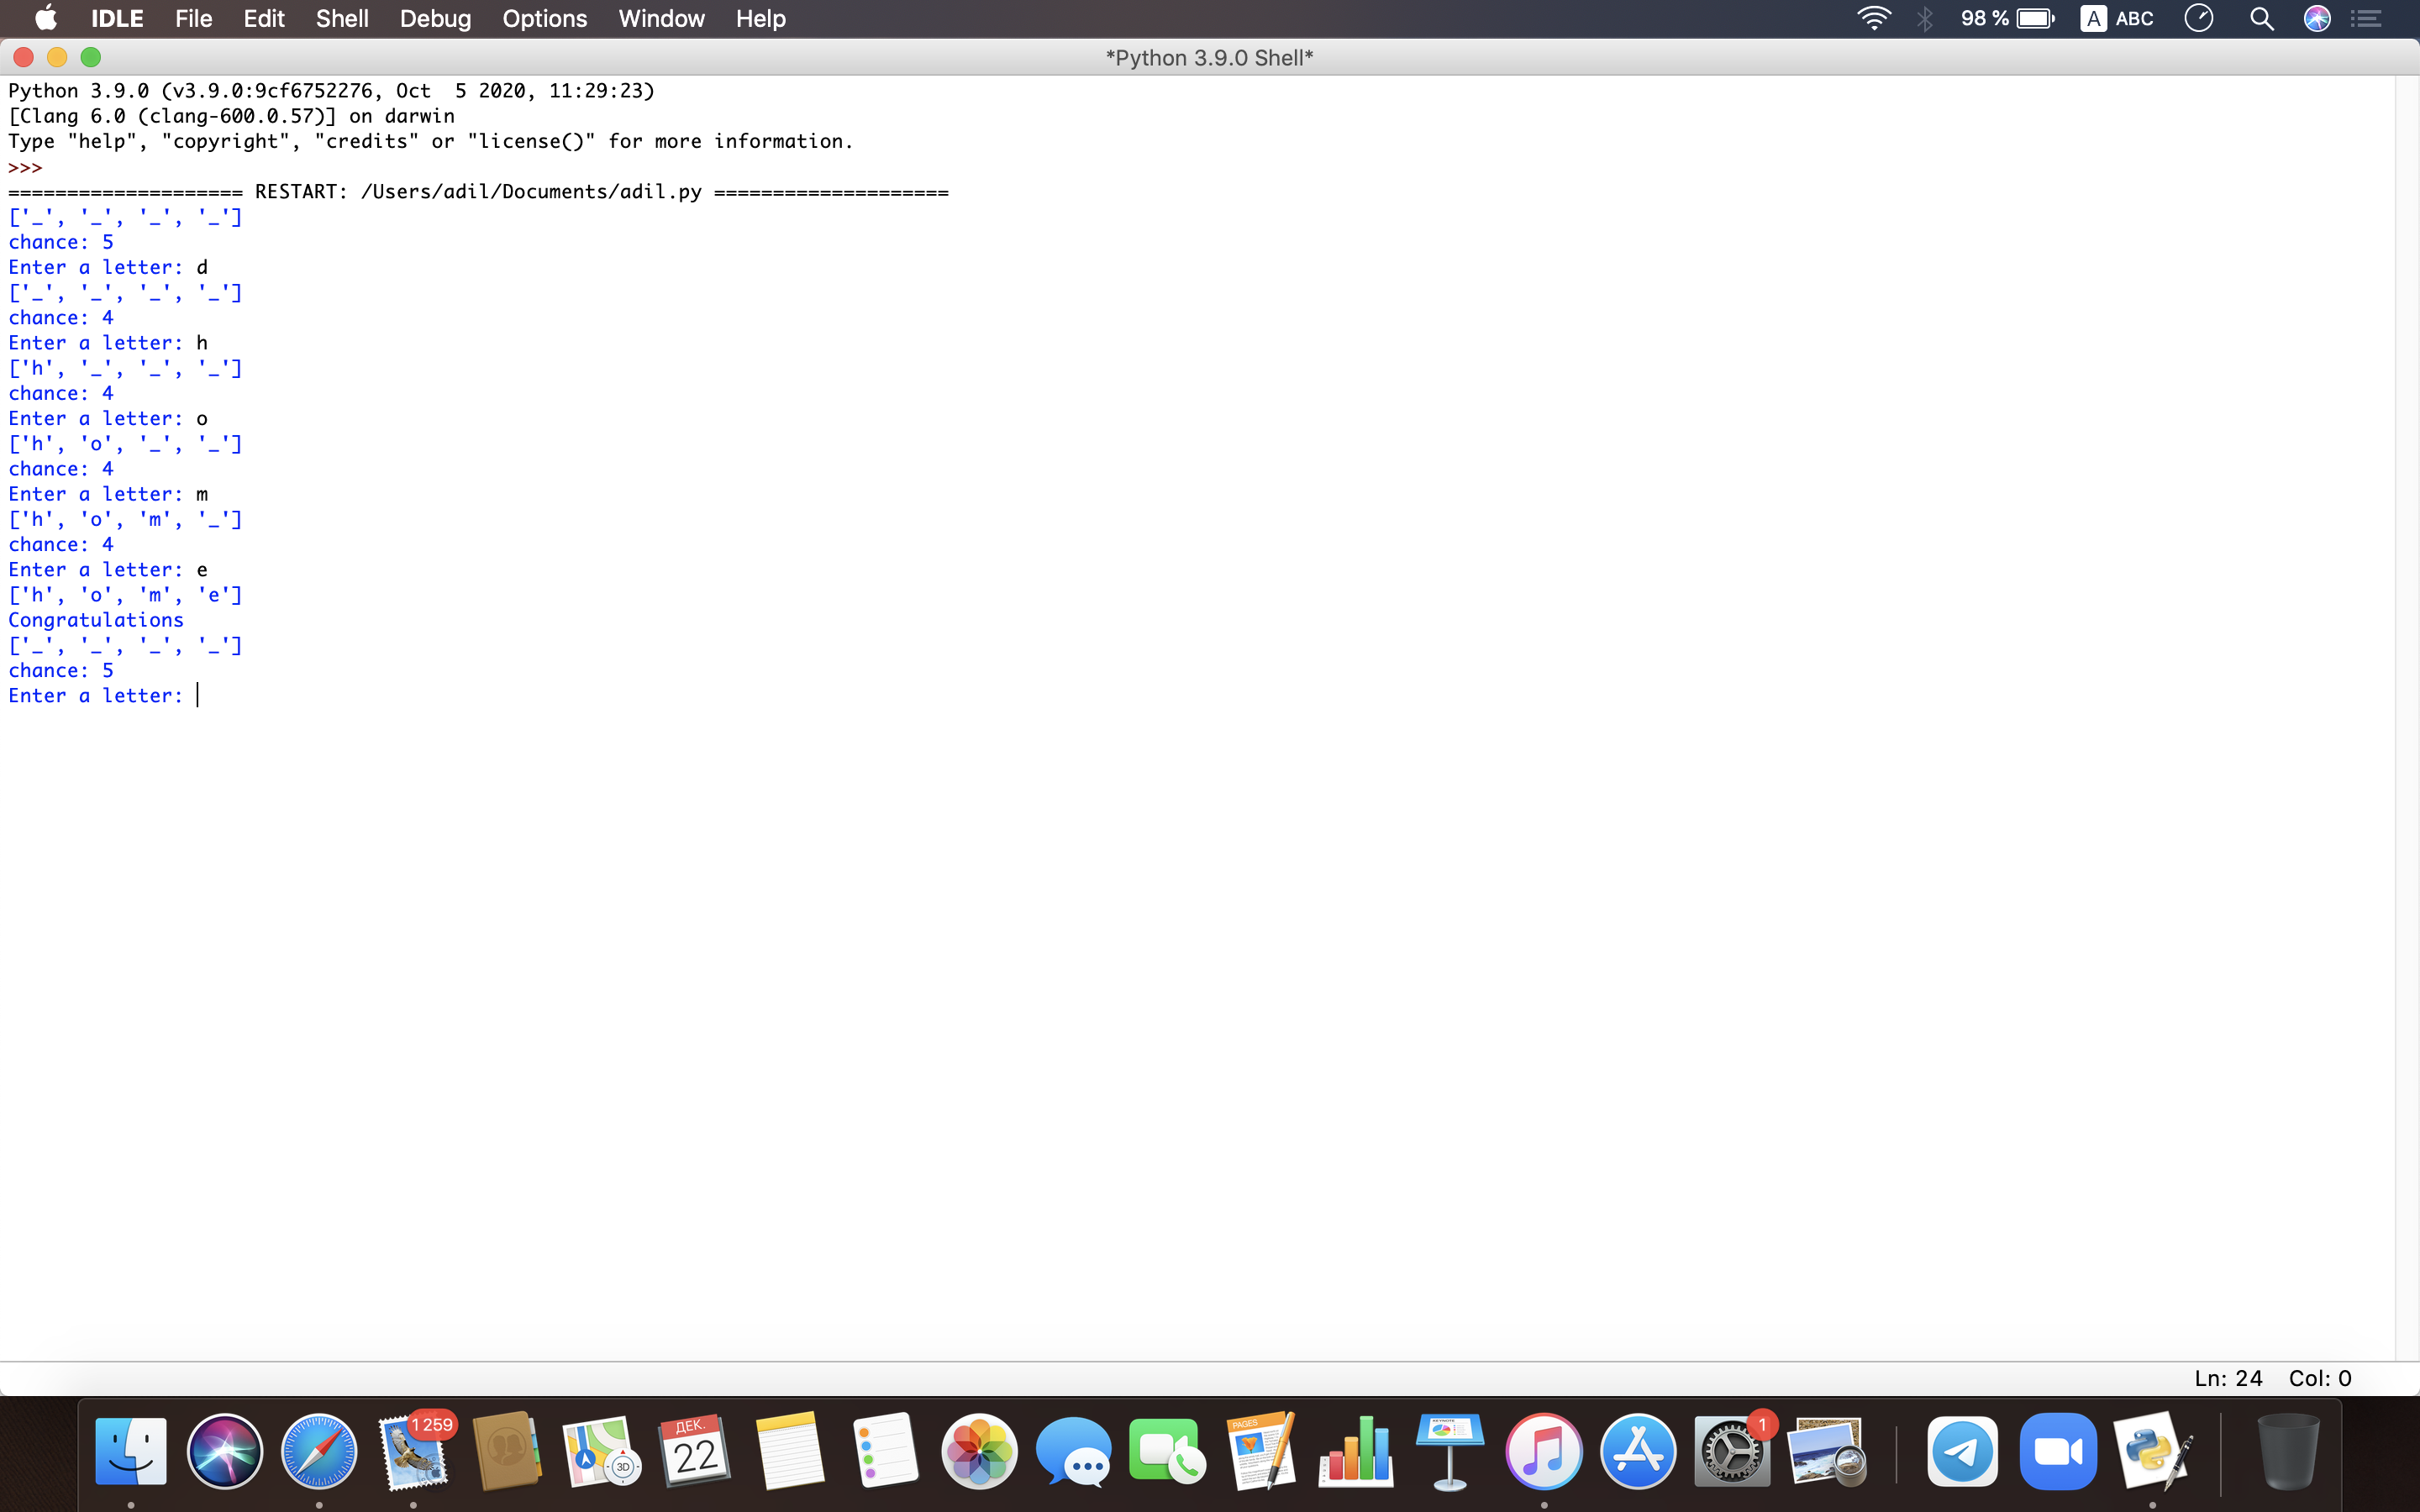 IDLE File Edit Shell Debug Options Window Help 98 % A ABC
*Python 3.9.0 Shell*
Python 3.9.0 (v3.9.0:9cf6752276, Oct  5 2020, 11:29:23)
[Clang 6.0 (clang-600.0.57)] on darwin
Type "help", "copyright", "credits" or "license()" for more information.
>>>
==================== RESTART: /Users/adil/Documents/adil.py ====================
['_', '_', '_', '_']
chance: 5
Enter a letter: d
['_', '_', '_', '_']
chance: 4
Enter a letter: h
['h', '_', '_', '_']
chance: 4
Enter a letter: o
['h', 'o', '_', '_']
chance: 4
Enter a letter: m
['h', 'o', 'm', '_']
chance: 4
Enter a letter: e
['h', 'o', 'm', 'e']
Congratulations
['_', '_', '_', '_']
chance: 5
Enter a letter:
Ln: 24 Col: 0
1 259
3D
ДЕК.
22
PAGES
1